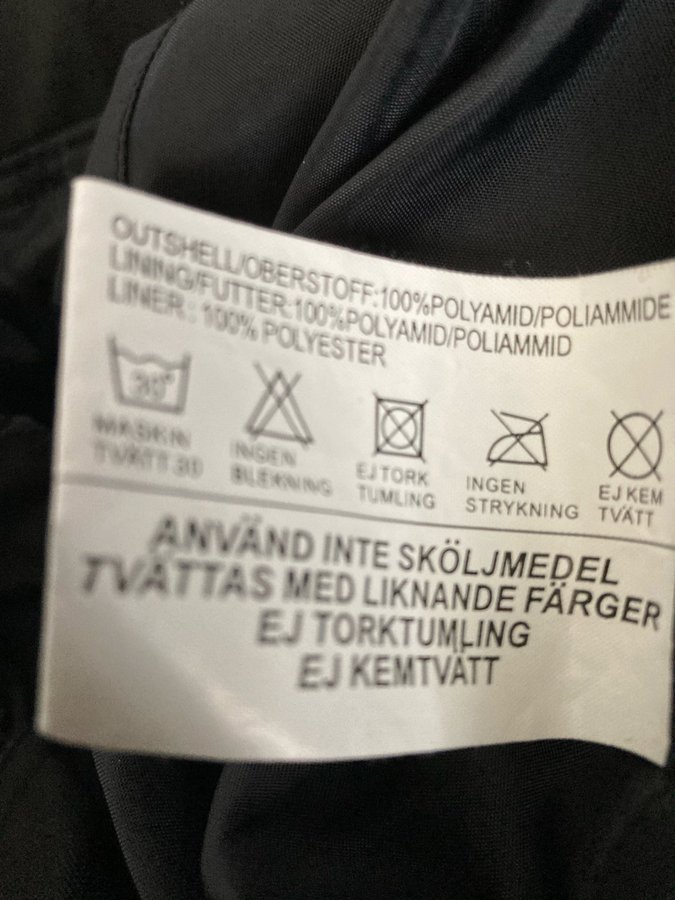 OUTSHELL/OBERSTOFF:100%POLYAMID/POLIAMMIDE
LINING/FUTTER:100%POLYAMID/POLIAMMID
LINER: 100% POLYESTER
30°
MASKIN
TVÄTT 30
INGEN
BLEKNING
EJ TORK
TUMLING
INGEN
STRYKNING
EJ KEM
TVÄTT
ANVÄND INTE SKÖLJMEDEL
TVÄTTAS MED LIKNANDE FÄRGER
EJ TORKTUMLING
EJ KEMTVÄTT